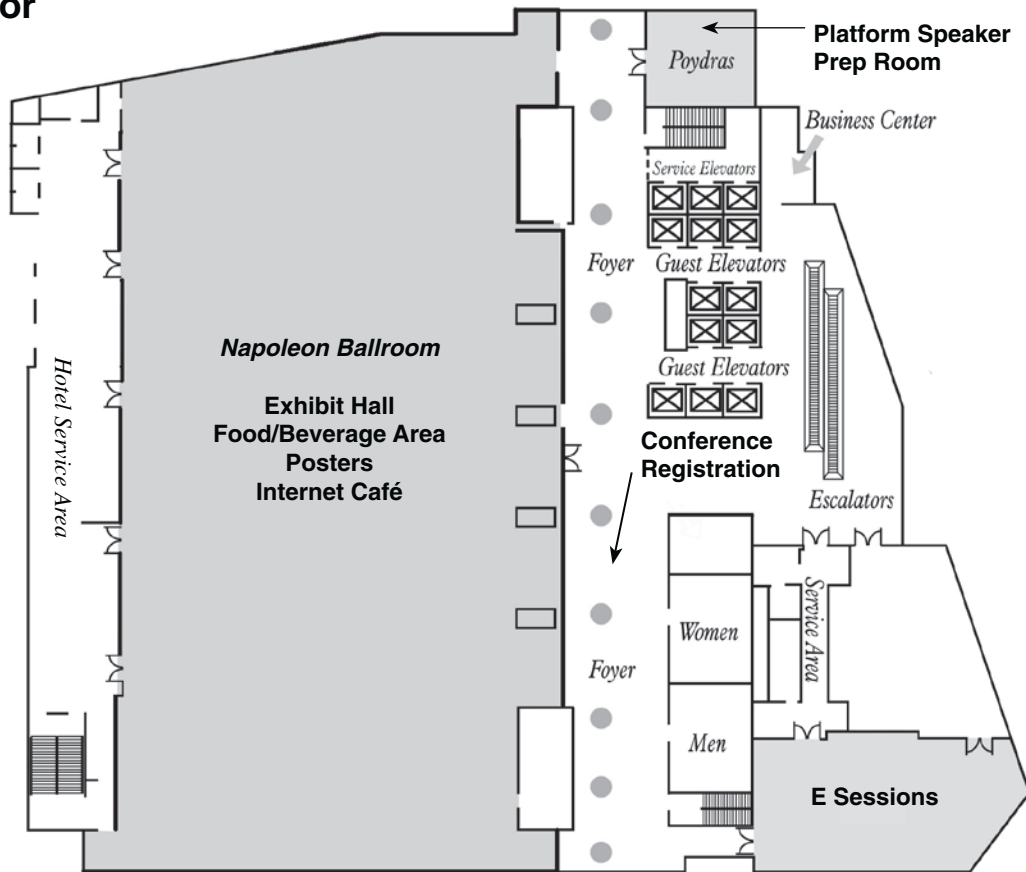 or
Platform Speaker
Prep Room
Poydras
Business Center
Service Elevators
Foyer
Guest Elevators
Napoleon Ballroom
Guest Elevators
Hotel Service Area
Exhibit Hall
Food/Beverage Area
Posters
Internet Café
Conference
Registration
Escalators
Service Area
Women
Foyer
Men
E Sessions